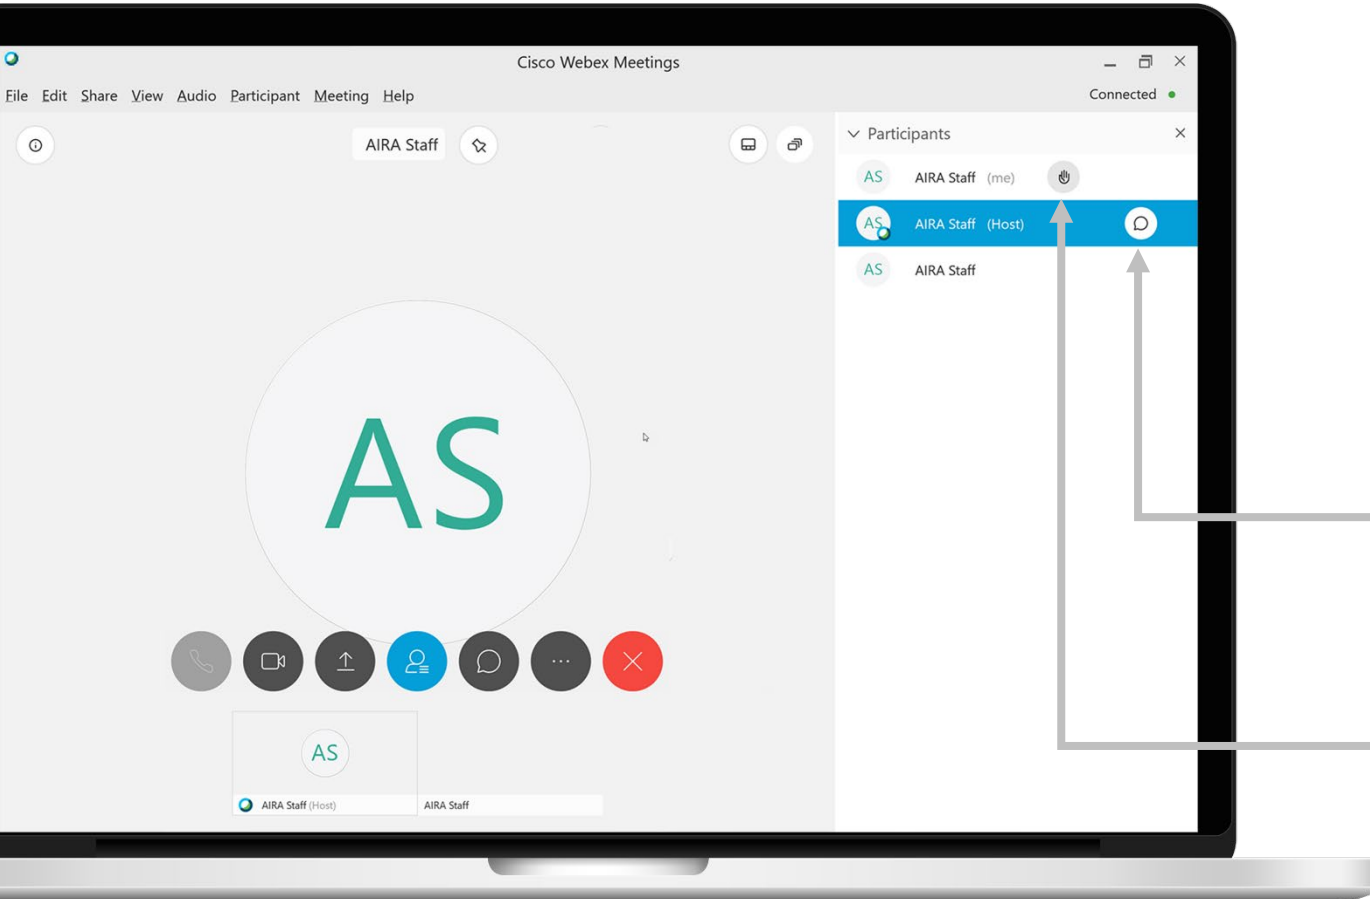 Cisco Webex Meetings
File Edit Share View Audio Participant Meeting Help
Connected
AIRA Staff
Participants
AS AIRA Staff (me)
AS AIRA Staff (Host)
AS AIRA Staff
AS
AS
AIRA Staff (Host)
AIRA Staff